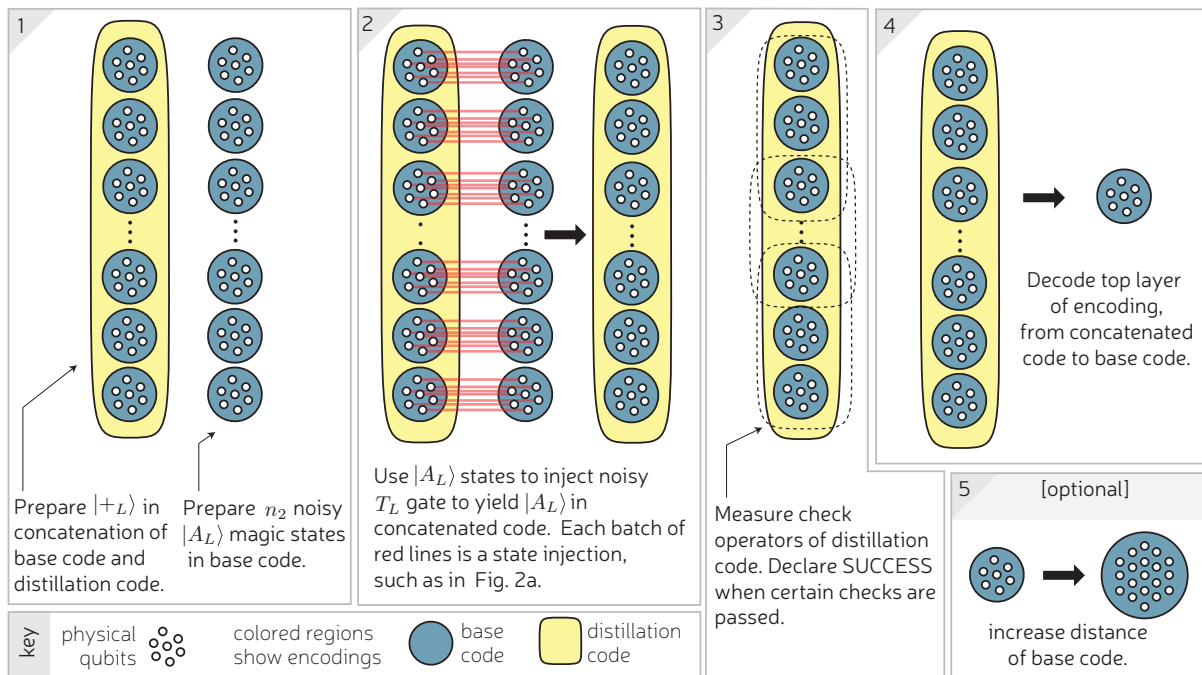 1
Prepare |+_L⟩ in
concatenation of
base code and
distillation code.
Prepare n_2 noisy
|A_L⟩ magic states
in base code.
2
Use |A_L⟩ states to inject noisy
T_L gate to yield |A_L⟩ in
concatenated code. Each batch of
red lines is a state injection,
such as in Fig. 2a.
3
Measure check
operators of distillation
code. Declare SUCCESS
when certain checks are
passed.
4
Decode top layer
of encoding,
from concatenated
code to base code.
5
[optional]
increase distance
of base code.
key
physical
qubits
colored regions
show encodings
base
code
distillation
code